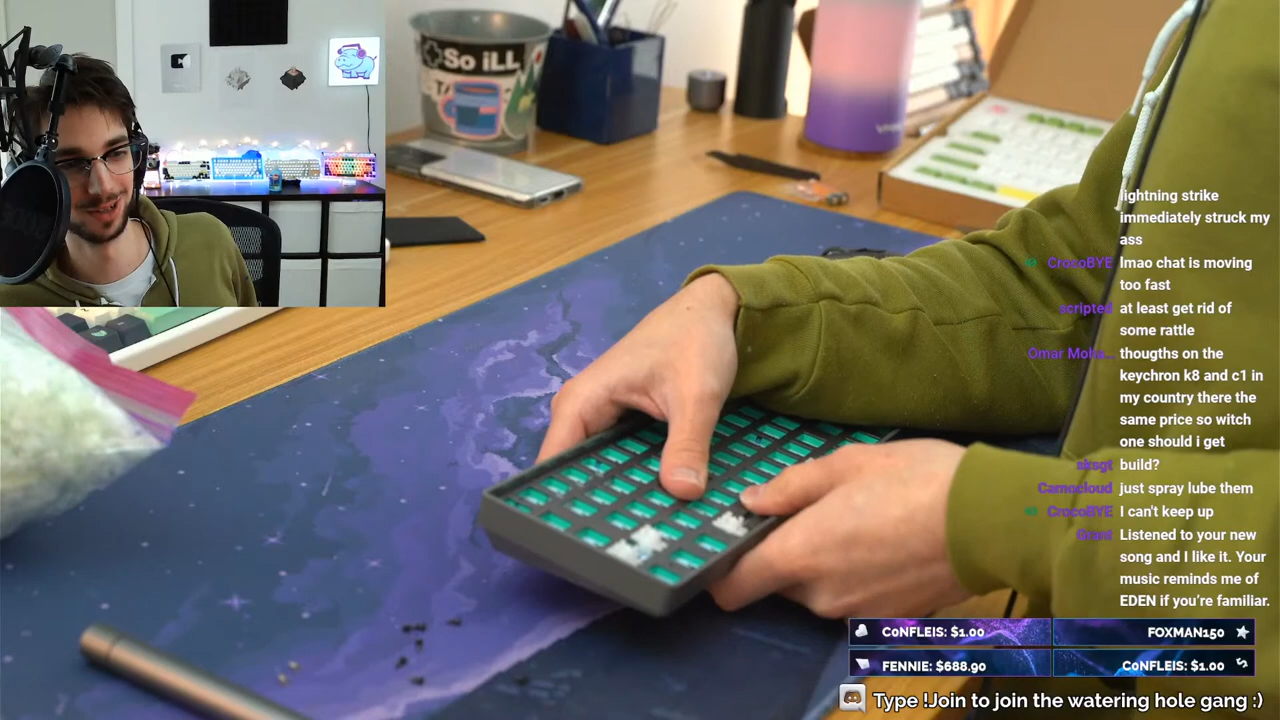 So iLL
lightning strike
immediately struck my
ass
CrocoBYE lmao chat is moving
too fast
scripted at least get rid of
some rattle
Omar Moha... thougths on the
keychron k8 and c1 in
my country there the
same price so witch
one should i get
build?
Camocloud just spray lube them
CrocoBYE I can't keep up
Grant Listened to your new
song and I like it. Your
music reminds me of
EDEN if you're familiar.
C0NFLEIS: $1.00
FOXMAN150
FENNIE: $688.90
C0NFLEIS: $1.00
Type !Join to join the watering hole gang :)